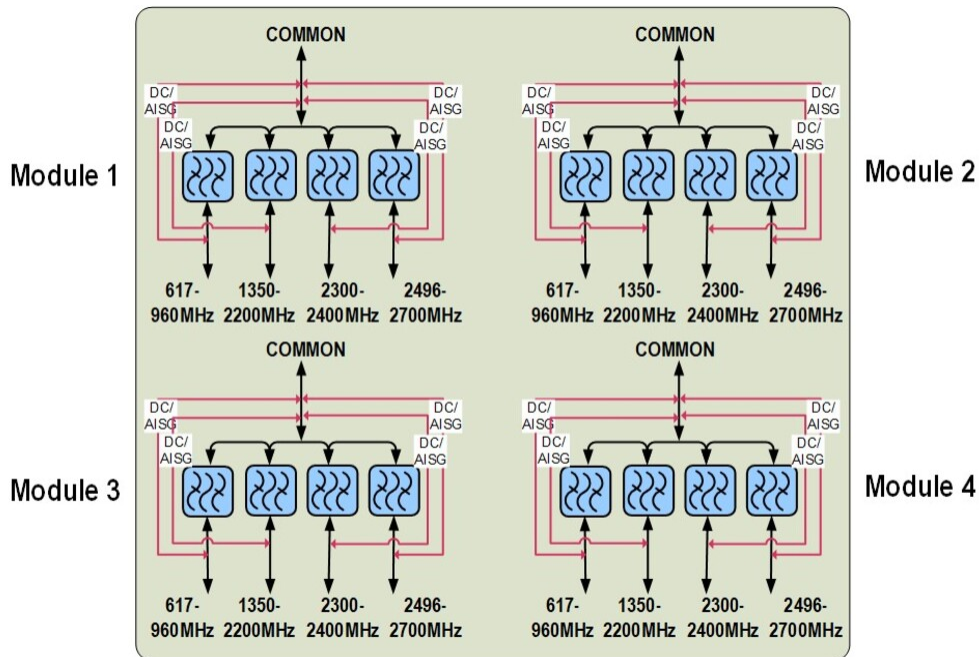 COMMON
COMMON
DC/
AISG
DC/
AISG
DC/
AISG
DC/
AISG
DC/
AISG
DC/
AISG
DC/
AISG
DC/
AISG
Module 1
Module 2
617-
960MHz
1350-
2200MHz
2300-
2400MHz
2496-
2700MHz
617-
960MHz
1350-
2200MHz
2300-
2400MHz
2496-
2700MHz
COMMON
COMMON
DC/
AISG
DC/
AISG
DC/
AISG
DC/
AISG
DC/
AISG
DC/
AISG
DC/
AISG
DC/
AISG
Module 3
Module 4
617-
960MHz
1350-
2200MHz
2300-
2400MHz
2496-
2700MHz
617-
960MHz
1350-
2200MHz
2300-
2400MHz
2496-
2700MHz